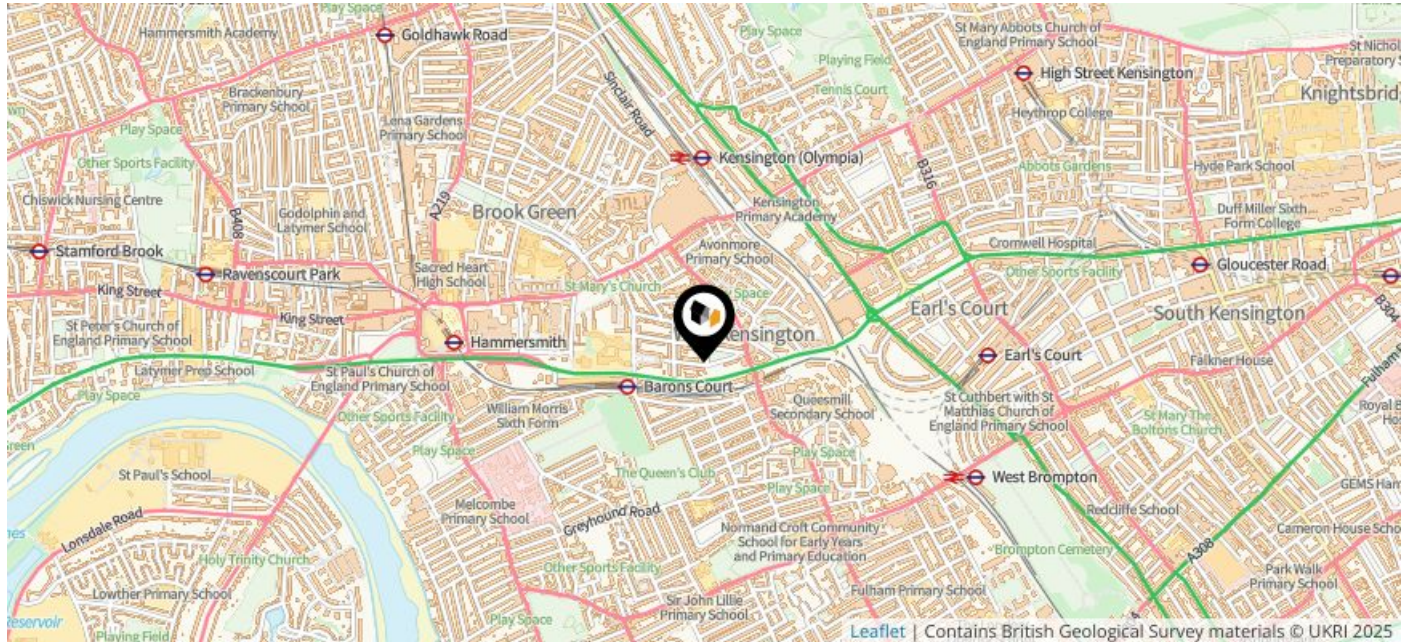 Play Space
Hammersmith Academy
Goldhawk Road
Brackenbury
Primary School
Play Space
Lena Gardens
Primary School
Other Sports Facility
Chiswick Nursing Centre
Godolphin and
Latymer School
B408
A219
Brook Green
Sinclair Road
Kensington (Olympia)
Play Space
Playing Field
Tennis Court
St Mary Abbots Church of
England Primary School
High Street Kensington
Heythrop College
Abbots Gardens
Hyde Park School
Preparatory
B316
Kensington
Primary Academy
Duff Miller Sixth
Form College
Cromwell Hospital
Other Sports Facility
Gloucester Road
Avonmore
Primary School
Stamford Brook
Ravenscourt Park
King Street
King Street
Sacred Heart
High School
St Mary's Church
Space
Kensington
Earl's Court
South Kensington
B304
St Peter's Church of
England Primary School
Hammersmith
Latymer Prep School
St Paul's Church of
England Primary School
Play Space
Other Sports Facility
William Morris
Sixth Form
Barons Court
Queesmill
Secondary School
Earl's Court
Falkner House
St Cuthbert with St
Matthias Church of
England Primary School
St Mary The
Boltons Church
Royal
Green
St Paul's School
Play Space
The Queen's Club
Play Space
Play Space
West Brompton
Melcombe
Primary School
Greyhound Road
Normand Croft Community
School for Early Years
and Primary Education
Redcliffe School
GEMS
Cameron House
Lonsdale Road
Holy Trinity Church
Brompton Cemetery
A308
Park Walk
Primary School
Lowther Primary School
Other Sports Facility
Play Space
Sir John Lillie
Primary School
Fulham Primary School
Reservoir
Playing Field
Leaflet | Contains British Geological Survey materials © UKRI 2025